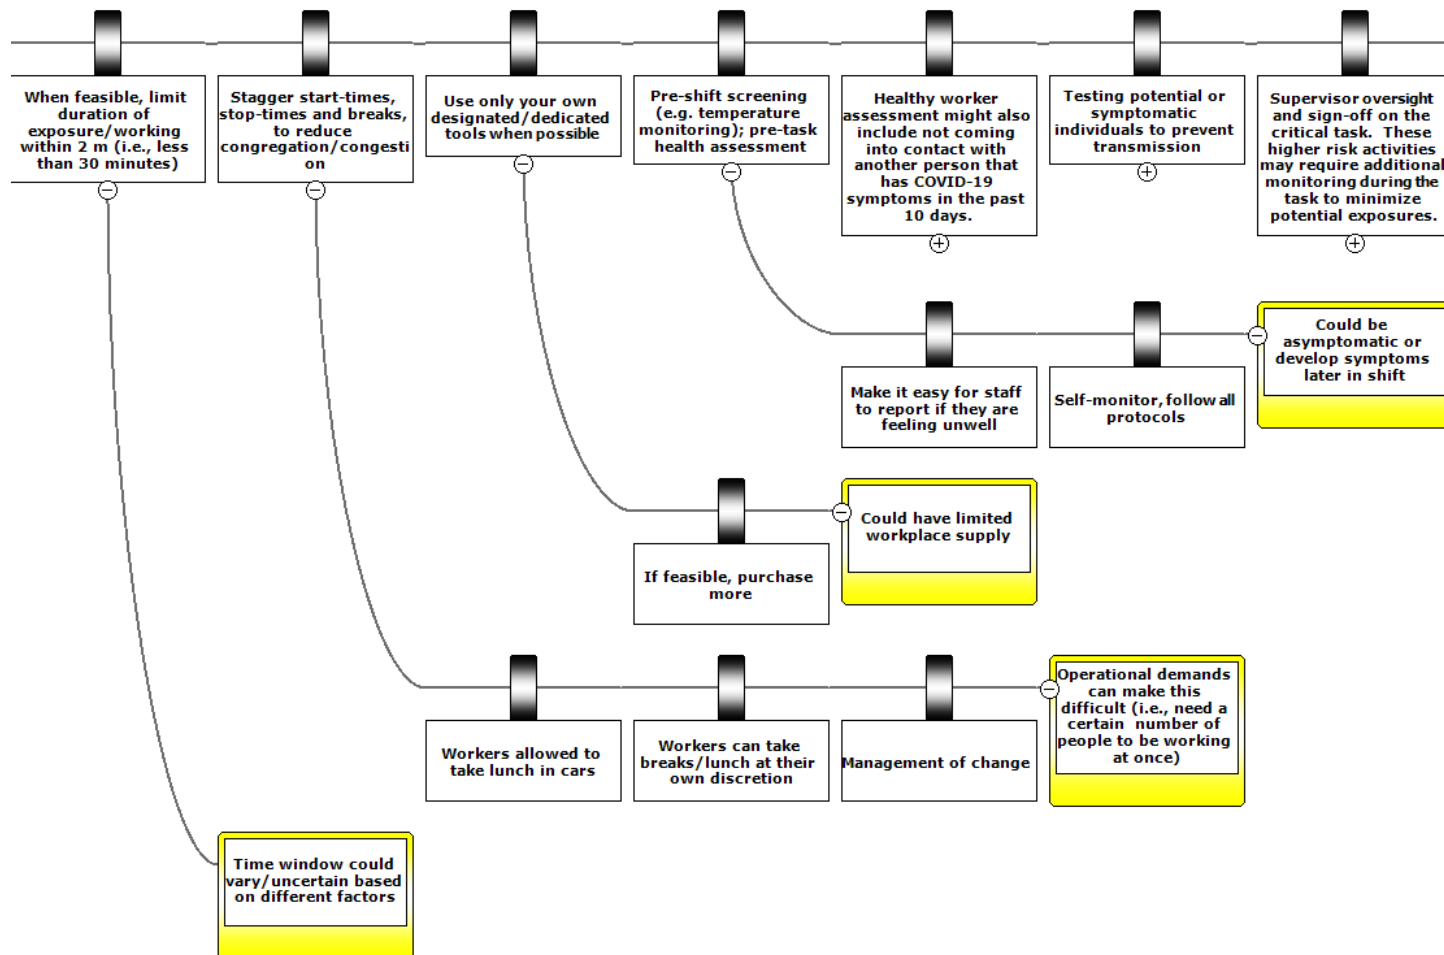 When feasible, limit
duration of
exposure/working
within 2 m (i.e., less
than 30 minutes)
Stagger start-times,
stop-times and breaks,
to reduce
congregation/congesti
on
Use only your own
designated/dedicated
tools when possible
Pre-shift screening
(e.g. temperature
monitoring); pre-task
health assessment
Healthy worker
assessment might also
include not coming
into contact with
another person that
has COVID-19
symptoms in the past
10 days.
Testing potential or
symptomatic
individuals to prevent
transmission
Supervisor oversight
and sign-off on the
critical task. These
higher risk activities
may require additional
monitoring during the
task to minimize
potential exposures.
Make it easy for staff
to report if they are
feeling unwell
Self-monitor, follow all
protocols
Could be
asymptomatic or
develop symptoms
later in shift
If feasible, purchase
more
Could have limited
workplace supply
Workers allowed to
take lunch in cars
Workers can take
breaks/lunch at their
own discretion
Management of change
Operational demands
can make this
difficult (i.e., need a
certain number of
people to be working
at once)
Time window could
vary/uncertain based
on different factors